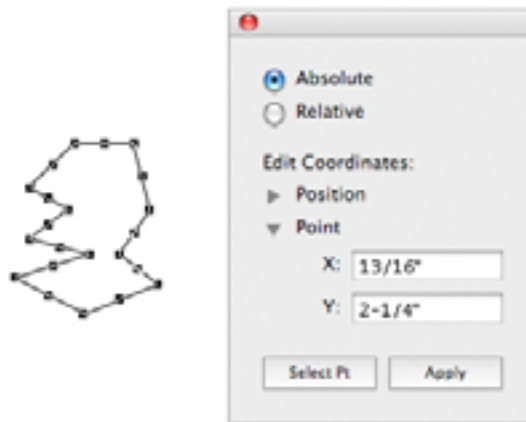 Absolute
Relative
Edit Coordinates:
Position
Point
X: 13/16"
Y: 2-1/4"
Select Pt Apply